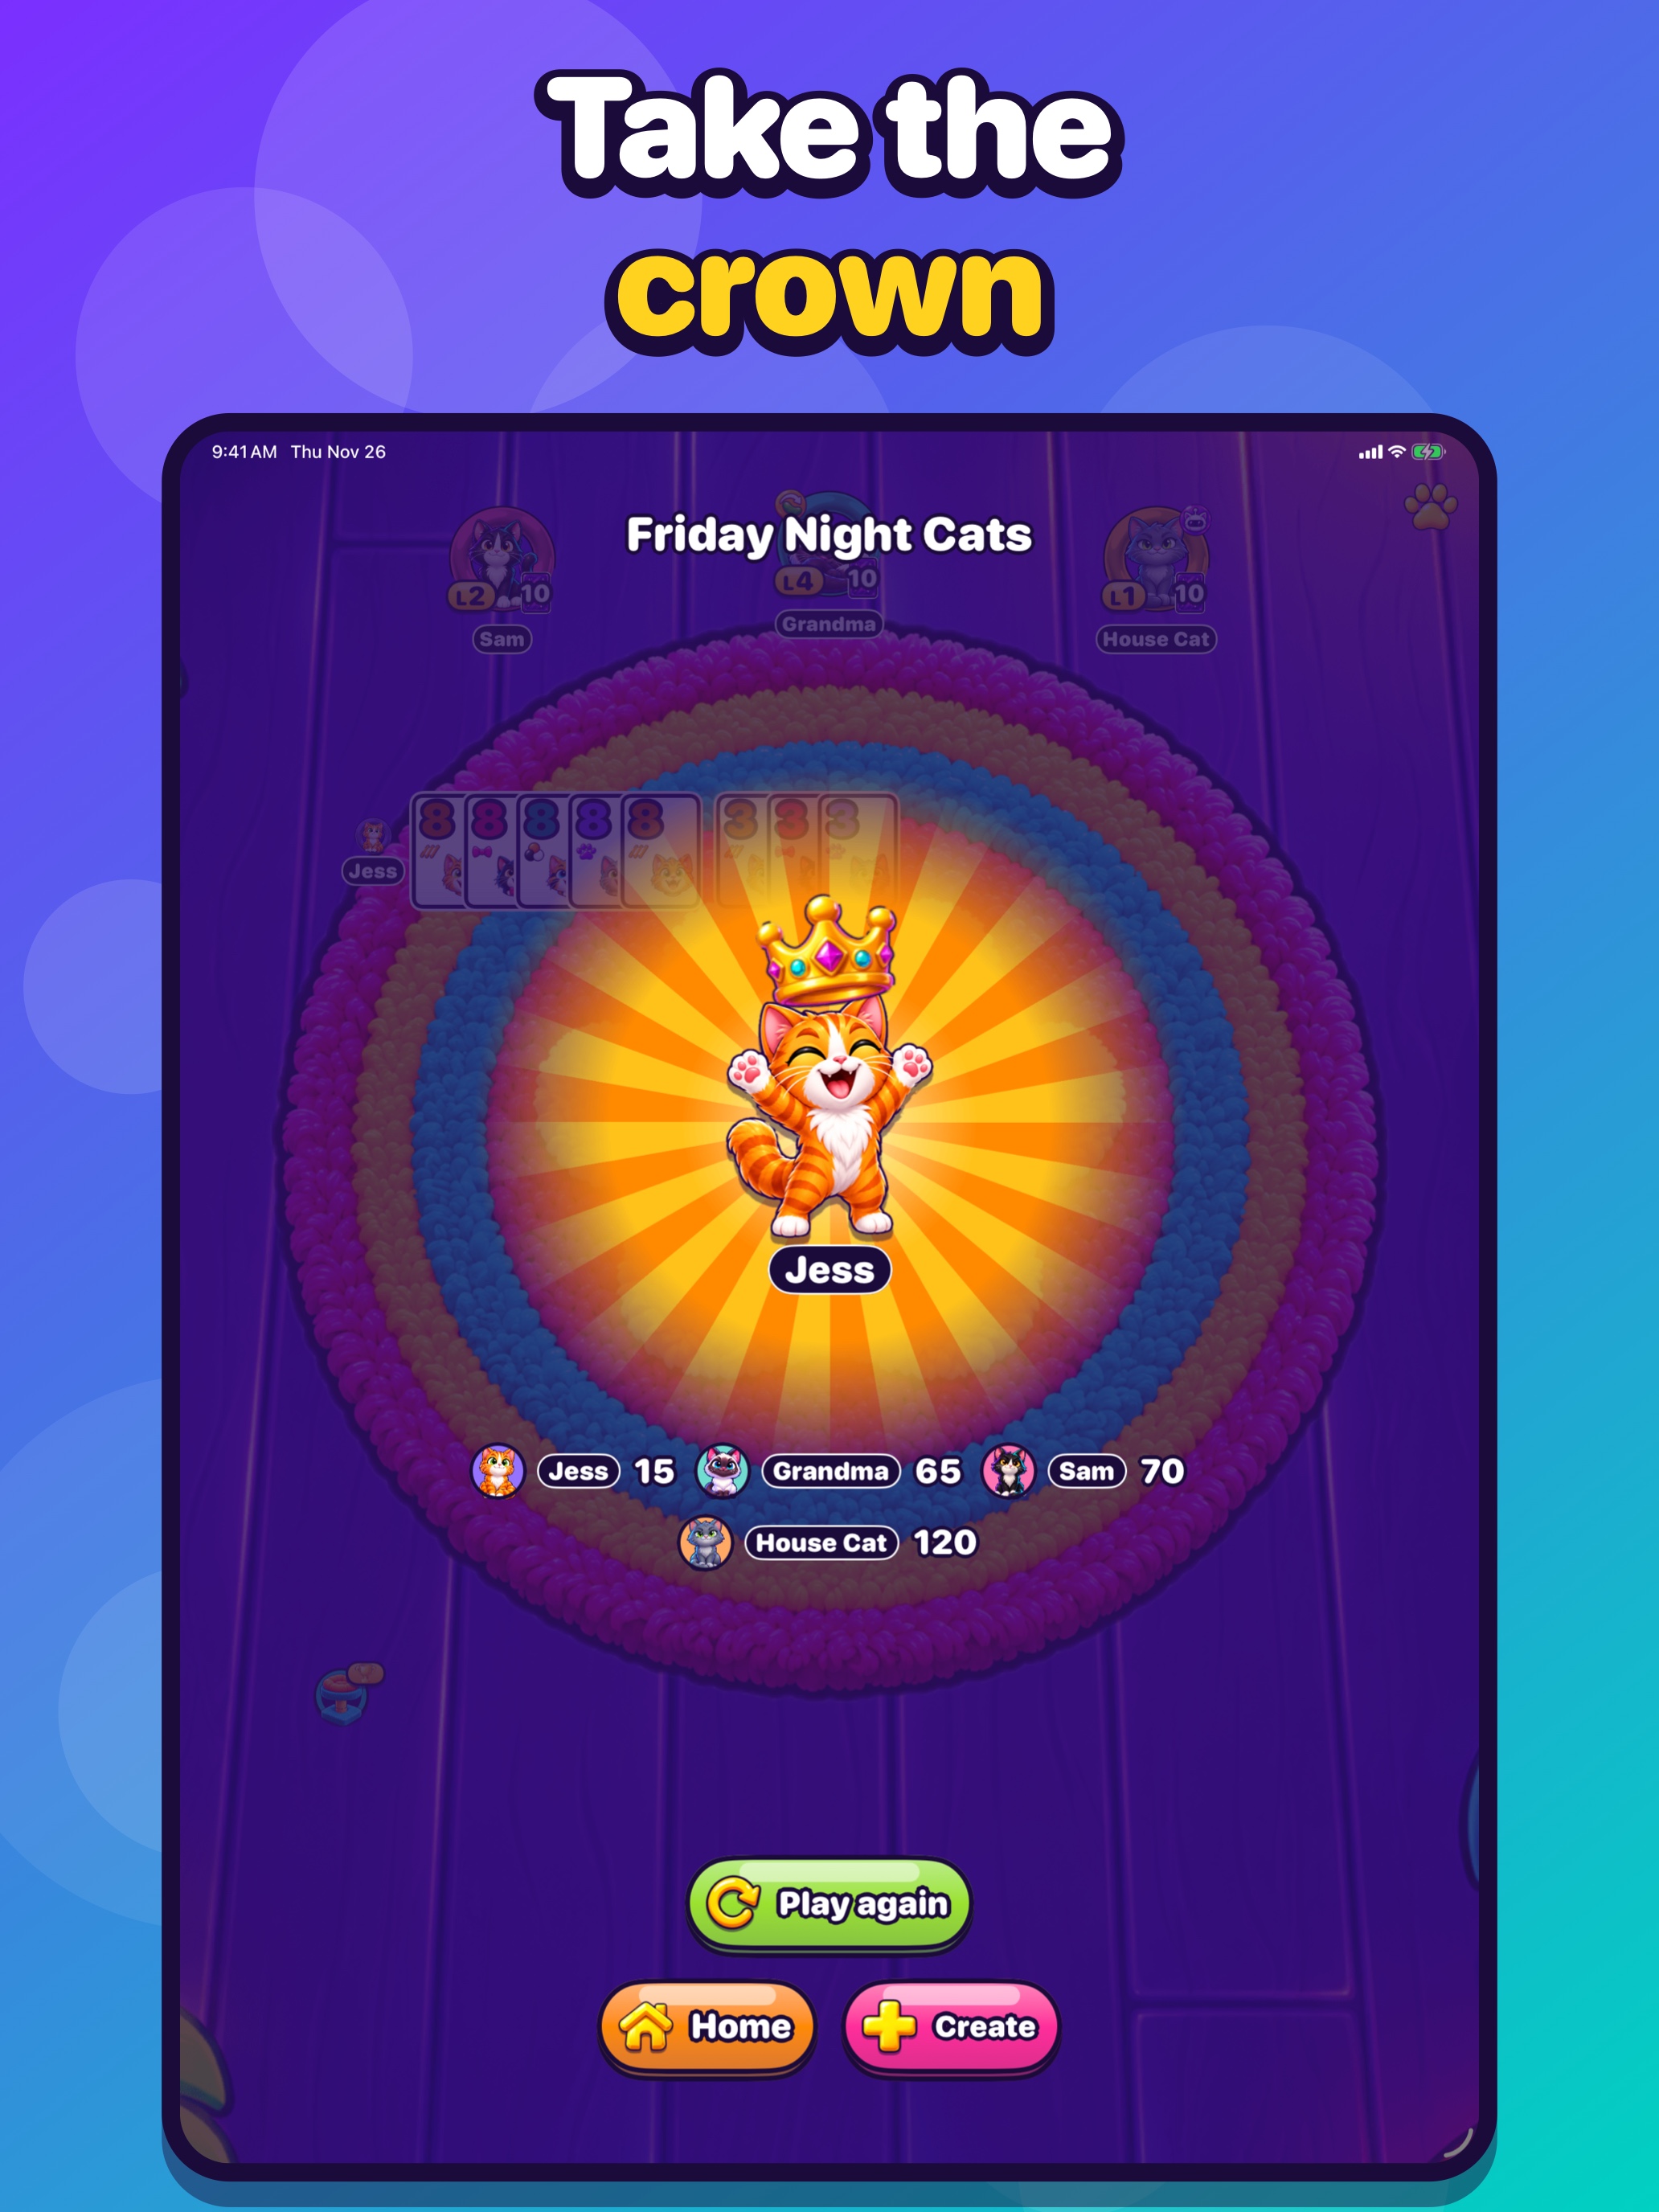 Take the
crown
9:41 AM Thu Nov 26
Friday Night Cats
L2 10
L4 10
L1 10
Sam
Grandma
House Cat
8 8 8 8 8 3 3 3
Jess
Jess
Jess 15 Grandma 65 Sam 70
House Cat 120
Play again
Home Create